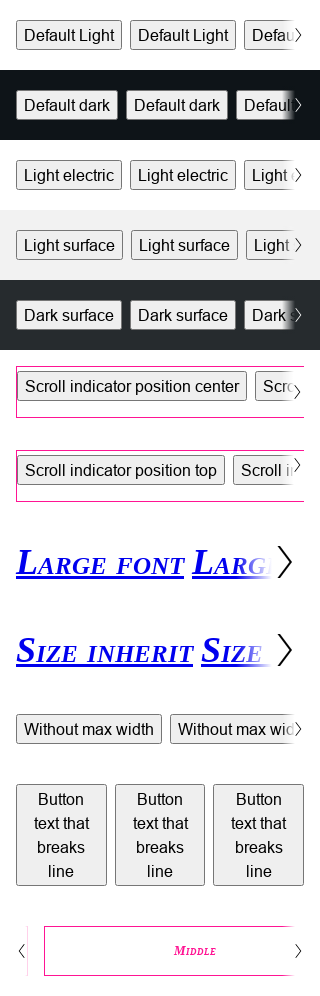 Default Light Default Light Defau
Default dark Default dark Default
Light electric Light electric Light
Light surface Light surface Light
Dark surface Dark surface Dark
Scroll indicator position center Scro
Scroll indicator position top Scroll
Large font Larg
Size inherit Size
Without max width Without max wid
Button text that breaks line
Button text that breaks line
Button text that breaks line
Middle